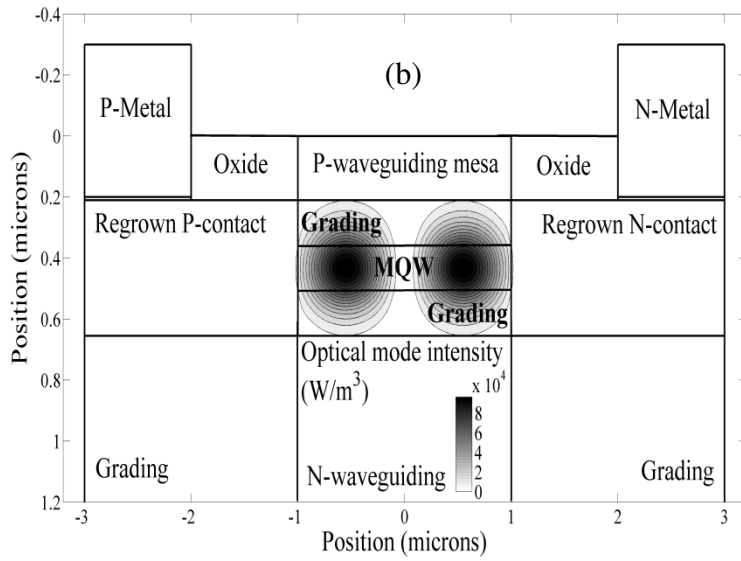 (b)
-0.4
-0.2
0
0.2
0.4
0.6
0.8
1
1.2
Position (microns)
P-Metal
N-Metal
Oxide
P-waveguiding mesa
Oxide
Regrown P-contact
Grading
Regrown N-contact
MQW
Grading
Optical mode intensity
(W/m³)
x 10⁴
8
6
4
2
0
Grading
N-waveguiding
Grading
-3
-2
-1
0
1
2
3
Position (microns)